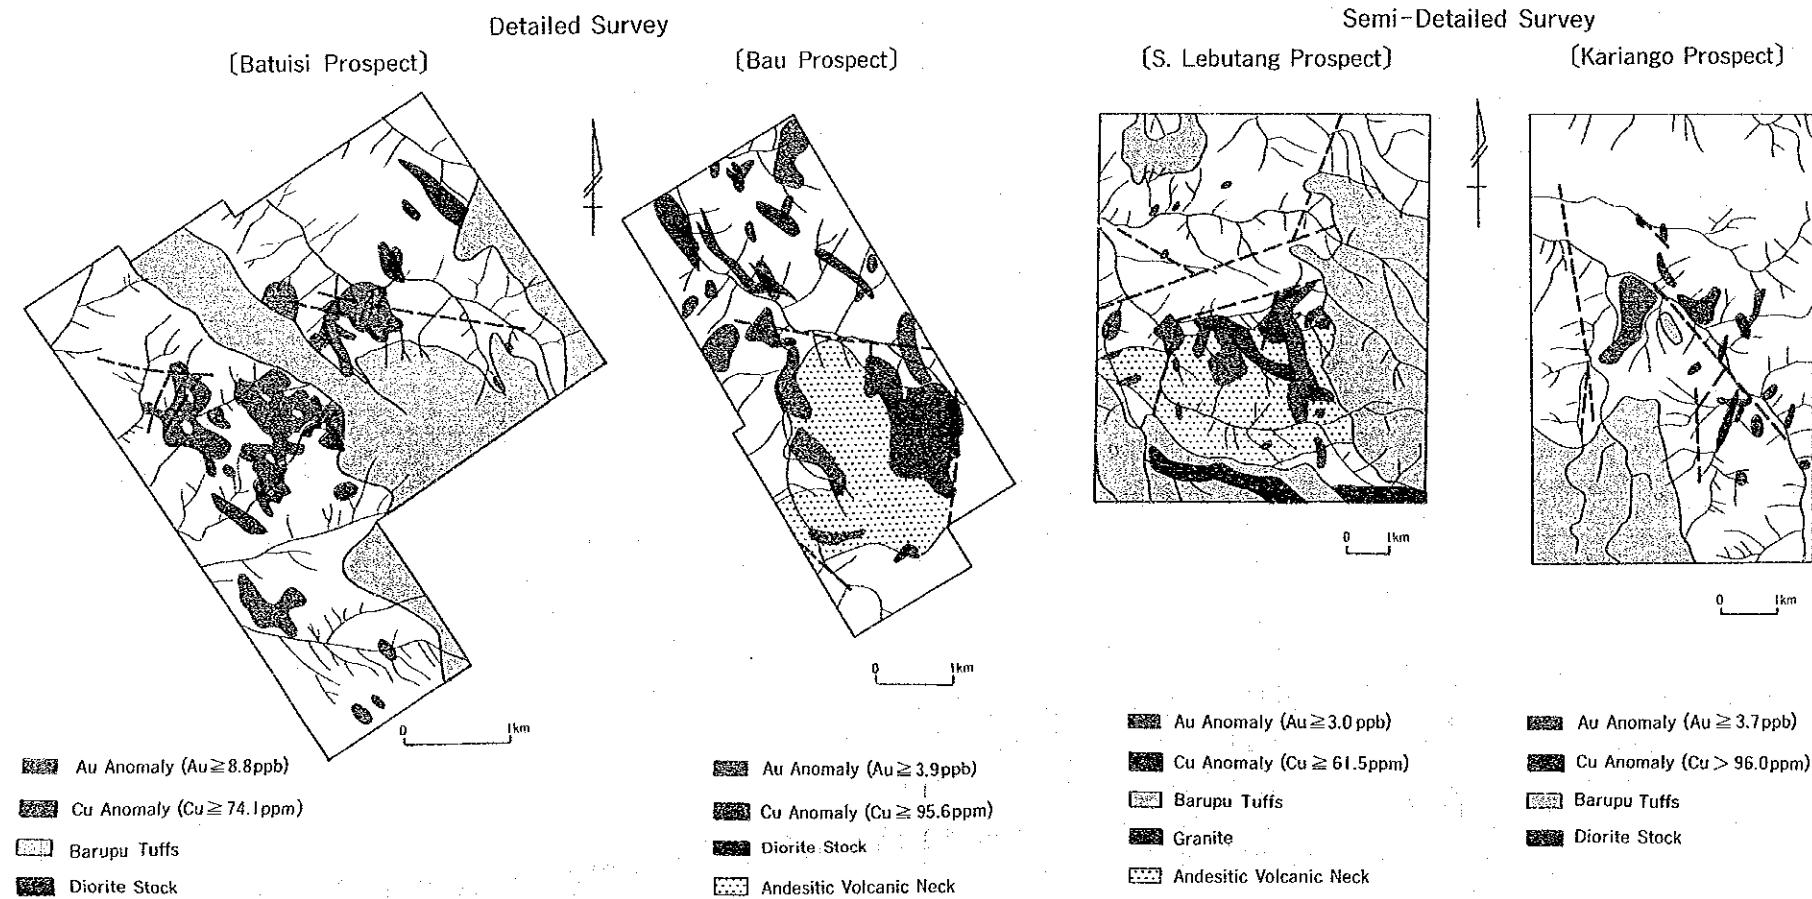 Detailed Survey
Semi-Detailed Survey
〔Batuisi Prospect〕
〔Bau Prospect〕
〔S. Lebutang Prospect〕
〔Kariango Prospect〕
0 1km
Au Anomaly (Au≧8.8ppb)
Cu Anomaly (Cu≧74.1ppm)
Barupu Tuffs
Diorite Stock
0 1km
Au Anomaly (Au≧3.9ppb)
Cu Anomaly (Cu≧95.6ppm)
Diorite Stock
Andesitic Volcanic Neck
0 1km
Au Anomaly (Au≧3.0ppb)
Cu Anomaly (Cu≧61.5ppm)
Barupu Tuffs
Granite
Andesitic Volcanic Neck
0 1km
Au Anomaly (Au≧3.7ppb)
Cu Anomaly (Cu>96.0ppm)
Barupu Tuffs
Diorite Stock